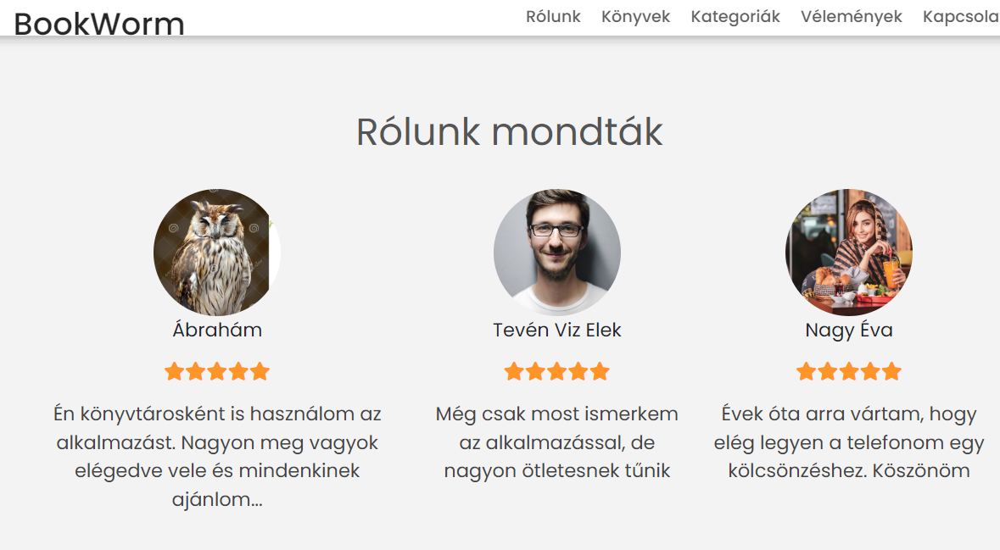 BookWorm
Rólunk Könyvek Kategoriák Vélemények Kapcsola
Rólunk mondták
Ábrahám
Tevén Viz Elek
Nagy Éva
Én könyvtárosként is használom az
alkalmazást. Nagyon meg vagyok
elégedve vele és mindenkinek
ajánlom...
Még csak most ismerkem
az alkalmazással, de
nagyon ötletesnek tűnik
Évek óta arra vártam, hogy
elég legyen a telefonom egy
kölcsönzéshez. Köszönöm